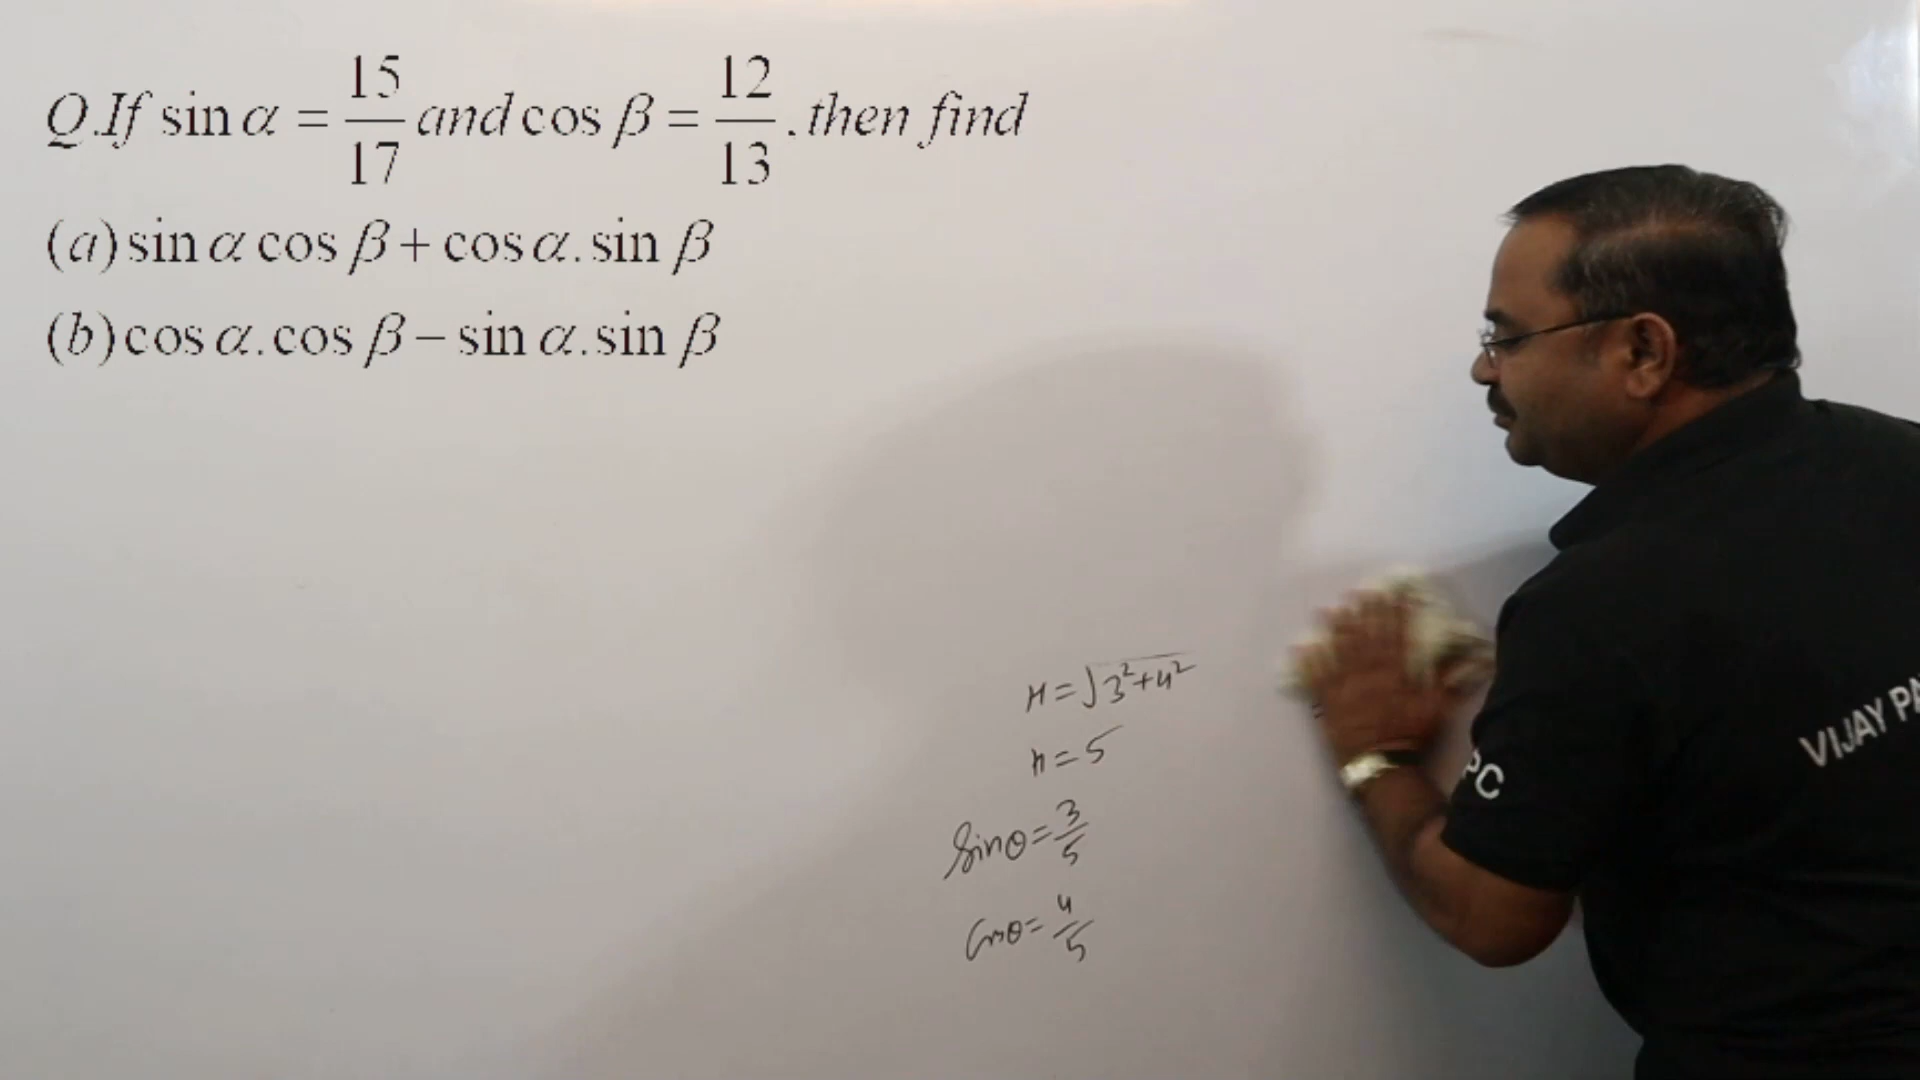 Q.If sin α = 15/17 and cos β = 12/13 . then find
(a) sin α cos β + cos α. sin β
(b) cos α. cos β − sin α. sin β
H = √3²+4²
h = 5
Sinθ = 3/5
Cosθ = 4/5
PC
VIJAY